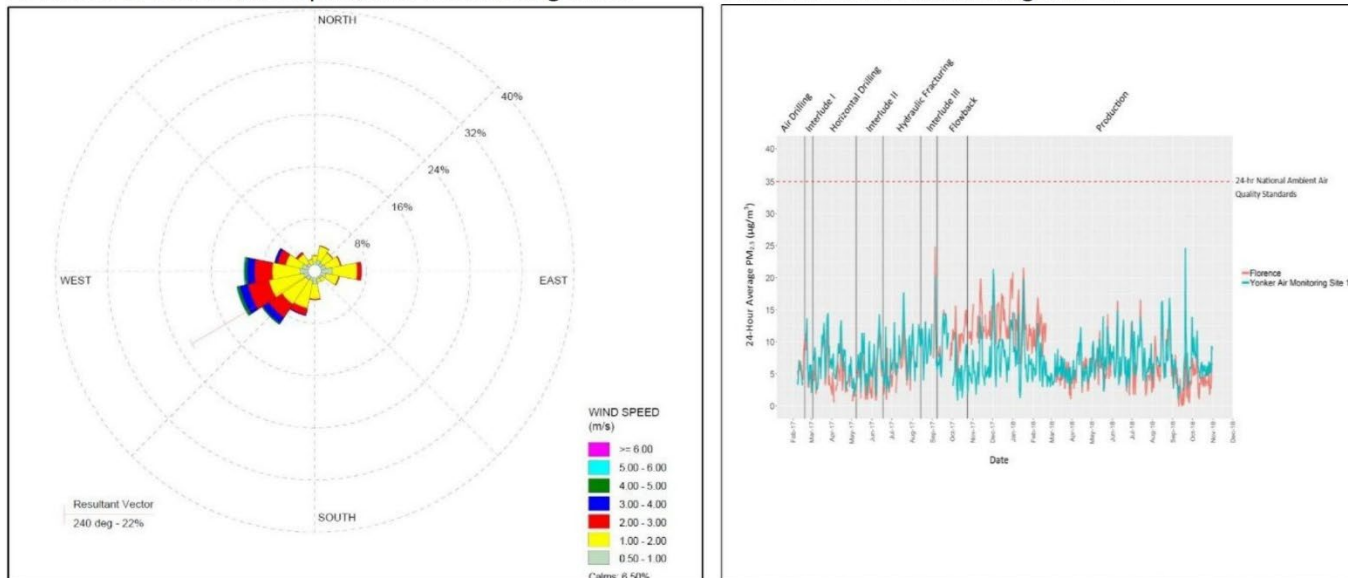 NORTH
40%
32%
24%
16%
8%
WEST
EAST
SOUTH
WIND SPEED
(m/s)
>= 6.00
5.00 - 6.00
4.00 - 5.00
3.00 - 4.00
2.00 - 3.00
1.00 - 2.00
0.50 - 1.00
Calms: 6.50%
Resultant Vector
240 deg - 22%
Air Drilling
Interlude I
Horizontal Drilling
Interlude II
Hydraulic Fracturing
Interlude III
Flowback
Production
40
35
30
25
20
15
10
5
0
24-Hour Average PM2.5 (µg/m³)
24-hr National Ambient Air
Quality Standards
Florence
Yonker Air Monitoring Site 1
Feb-17
Mar-17
Apr-17
May-17
Jun-17
Jul-17
Aug-17
Sep-17
Oct-17
Nov-17
Dec-17
Jan-18
Feb-18
Mar-18
Apr-18
May-18
Jun-18
Jul-18
Aug-18
Sep-18
Oct-18
Nov-18
Dec-18
Date